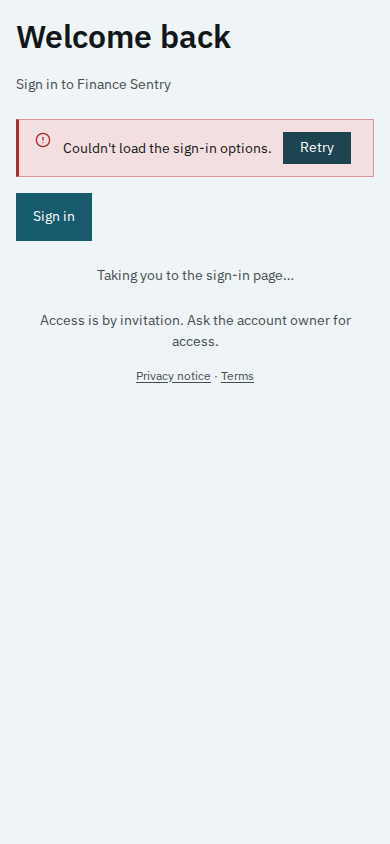 Welcome back
Sign in to Finance Sentry
Couldn't load the sign-in options.
Retry
Sign in
Taking you to the sign-in page…
Access is by invitation. Ask the account owner for
access.
Privacy notice · Terms